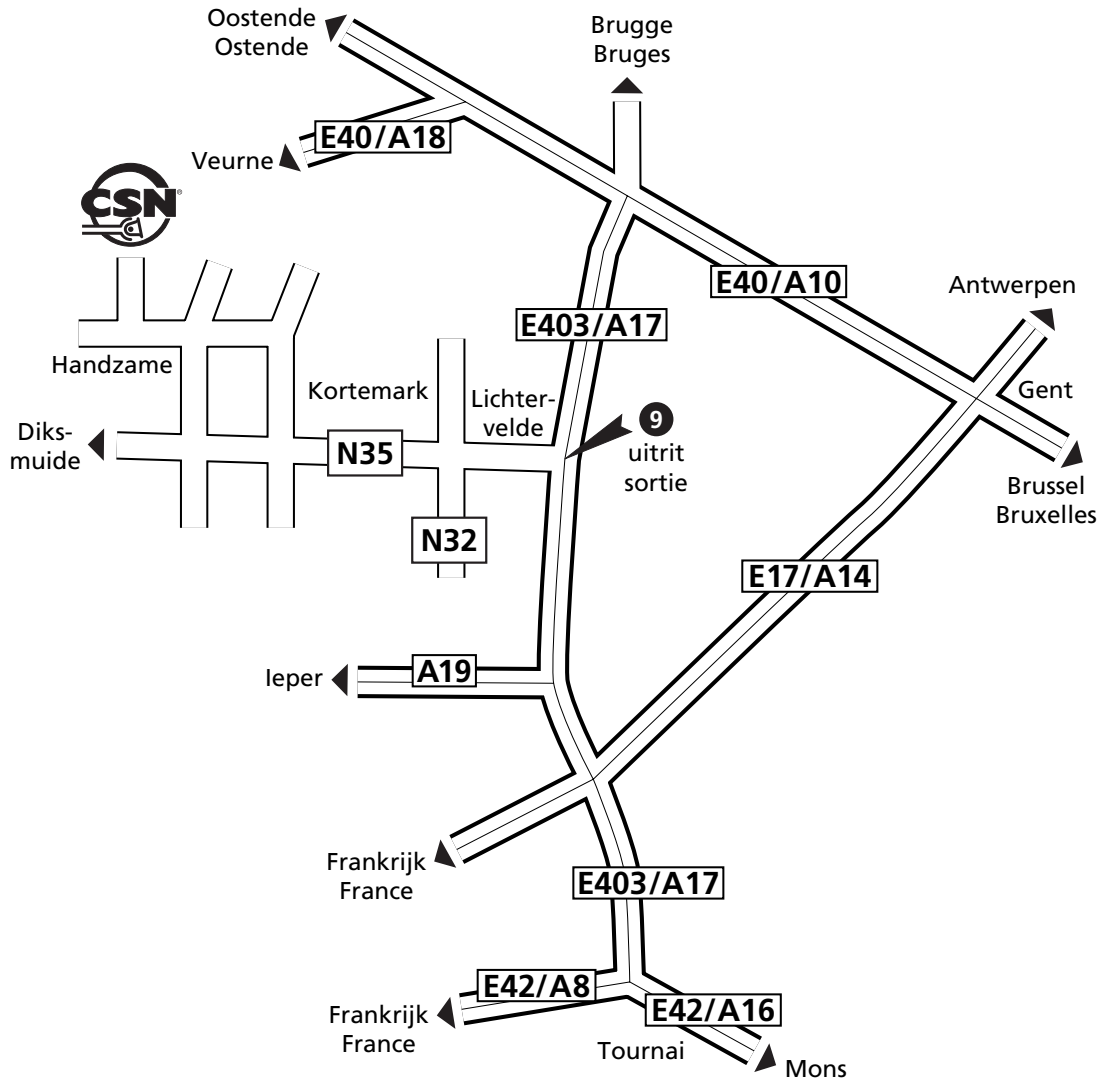 Oostende
Ostende
Brugge
Bruges
E40/A18
Veurne
CSN®
E40/A10
Antwerpen
E403/A17
Handzame
Kortemark
Lichter-
velde
Gent
9
uitrit
sortie
Diks-
muide
N35
Brussel
Bruxelles
N32
E17/A14
Ieper
A19
Frankrijk
France
E403/A17
E42/A8
E42/A16
Frankrijk
France
Tournai
Mons